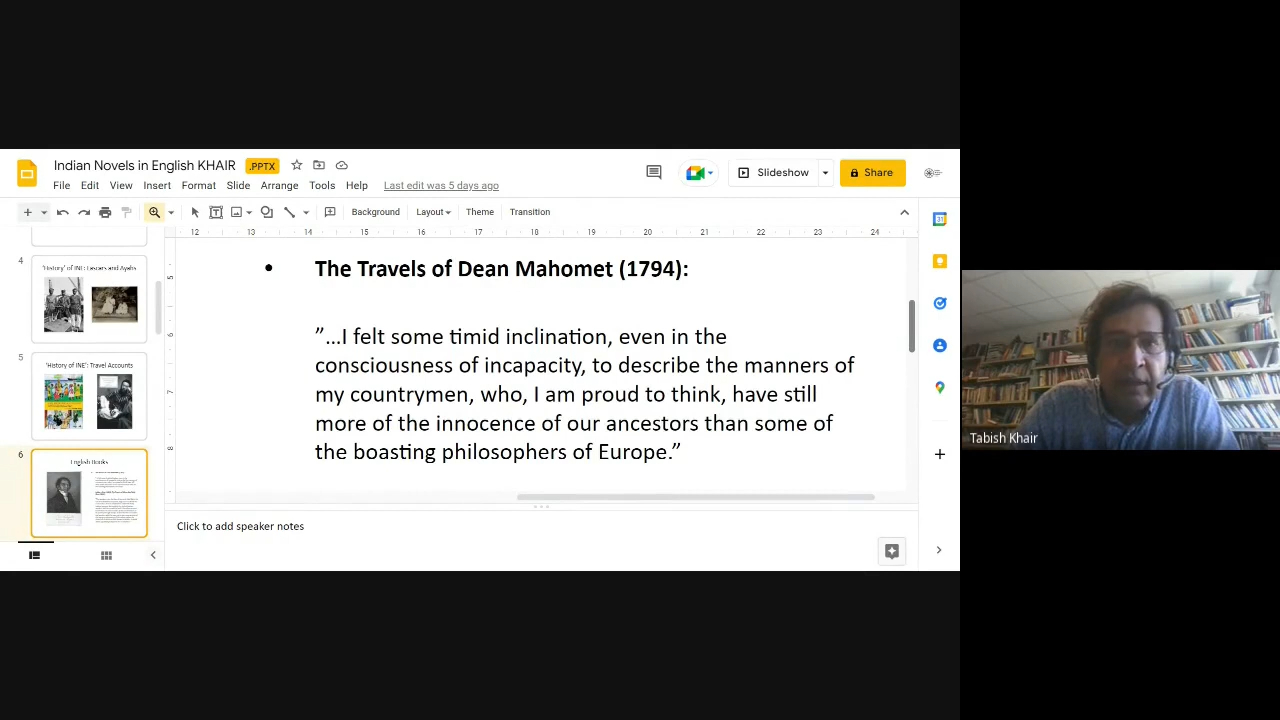 Indian Novels in English KHAIR .PPTX
File Edit View Insert Format Slide Arrange Tools Help Last edit was 5 days ago
Slideshow
Share
Background Layout Theme Transition
12 13 14 15 16 17 18 19 20 21 22 23 24
4
'History' of INE: Lascars and Ayahs
5
'History of INE': Travel Accounts
6
English Books
5
6
7
8
• The Travels of Dean Mahomet (1794):
”…I felt some timid inclination, even in the
consciousness of incapacity, to describe the manners of
my countrymen, who, I am proud to think, have still
more of the innocence of our ancestors than some of
the boasting philosophers of Europe.”
Click to add speaker notes
31
Tabish Khair